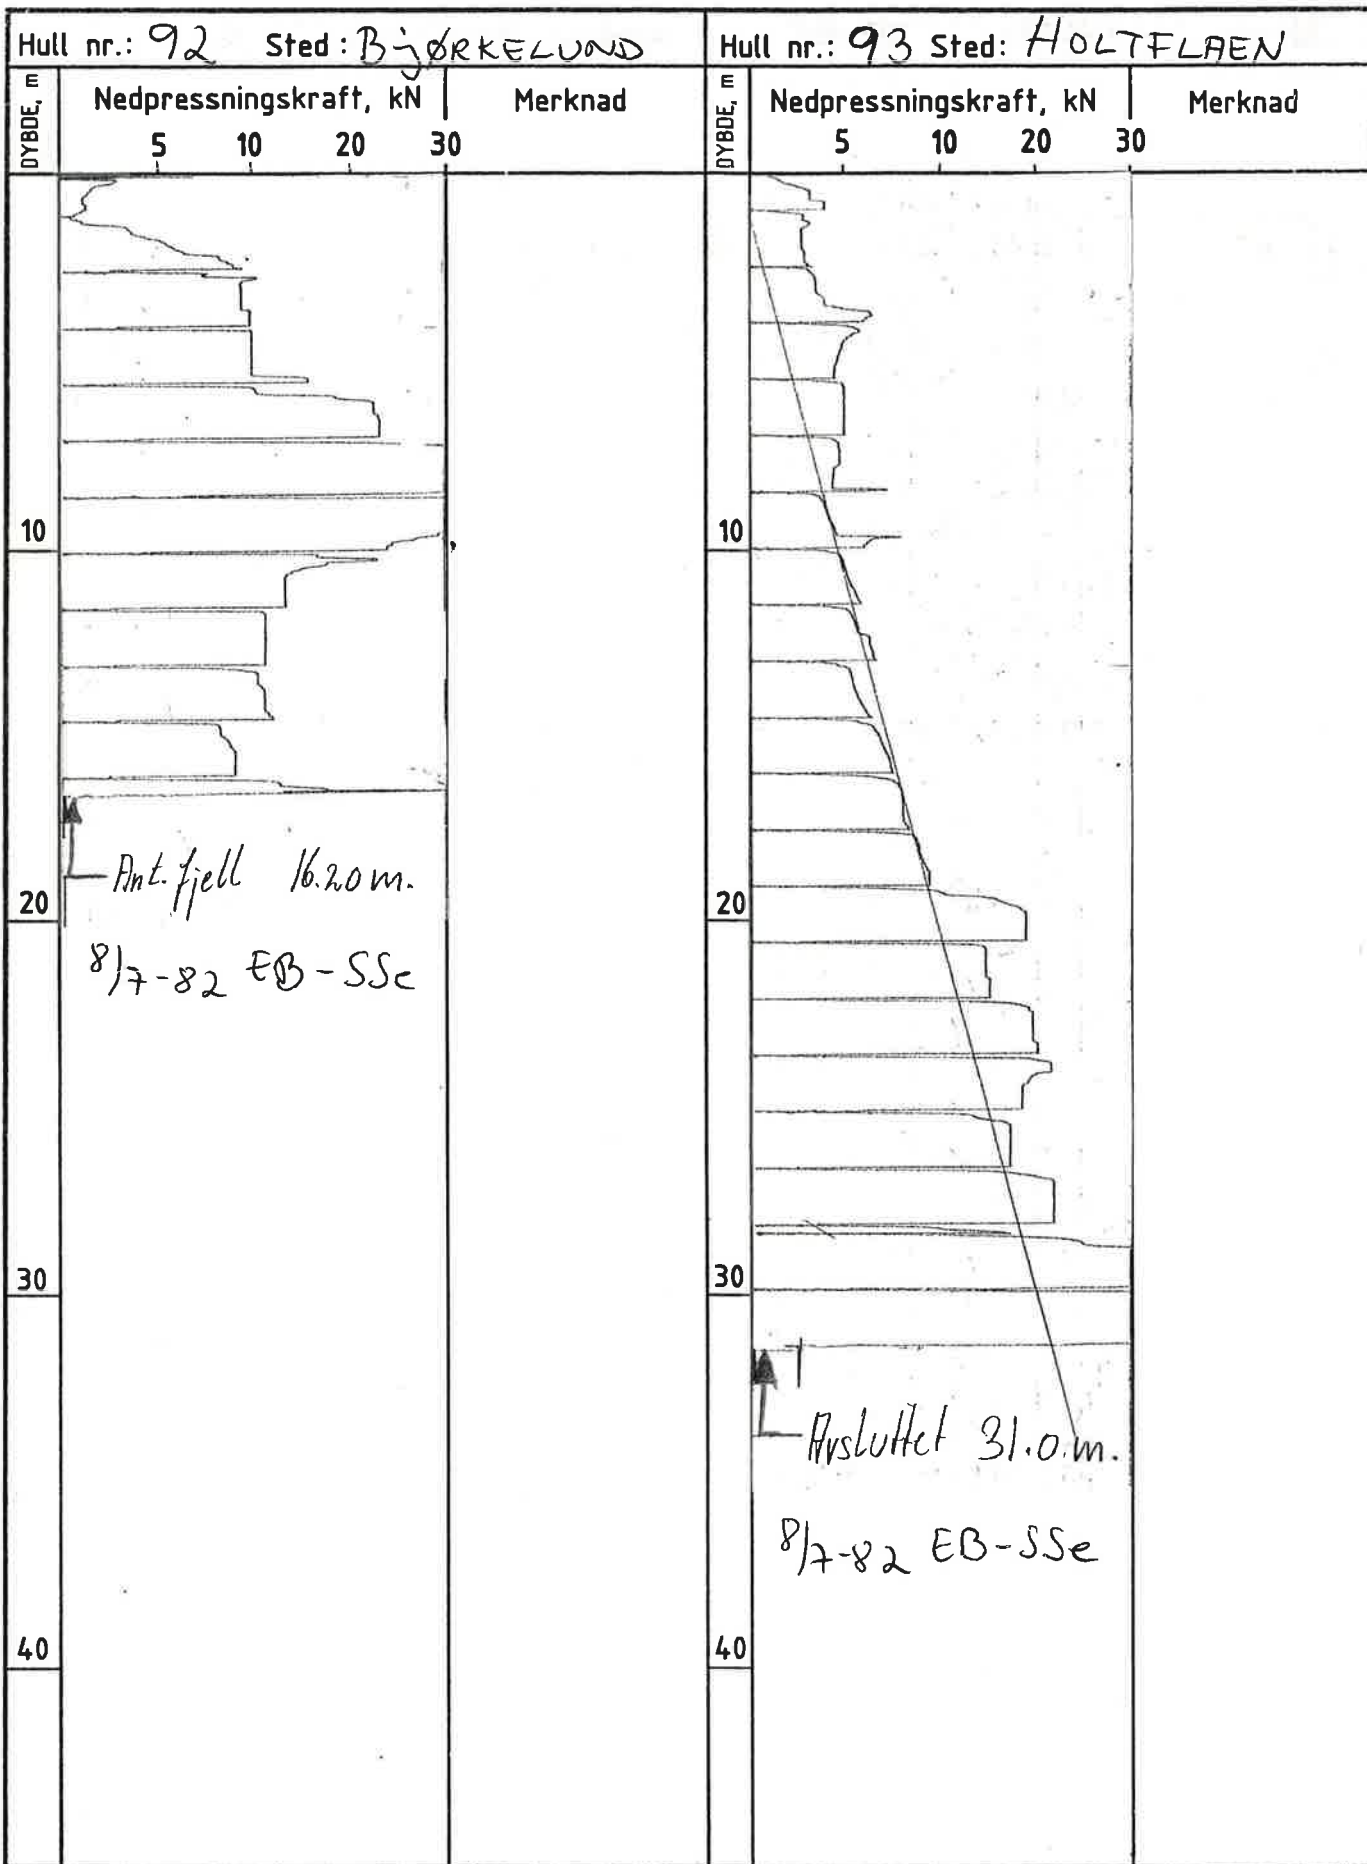 Hull nr.: 92 Sted: BjØRKELUND
DYBDE, m
Nedpressningskraft, kN
Merknad
5 10 20 30
10
20
30
40
Ant. fjell 16.20 m.
8/7-82 EB-SSe
Hull nr.: 93 Sted: HOLTFLAEN
DYBDE, m
Nedpressningskraft, kN
Merknad
5 10 20 30
10
20
30
40
Avsluttet 31.0.m.
8/7-82 EB-SSe